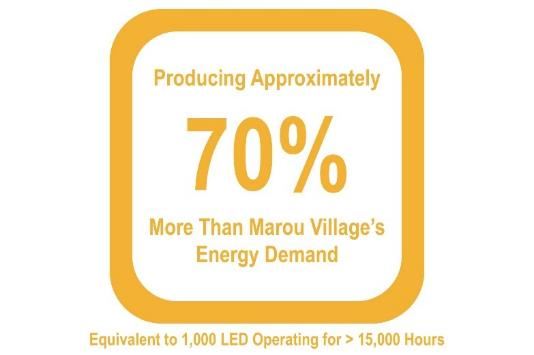 Producing Approximately
70%
More Than Marou Village's
Energy Demand
Equivalent to 1,000 LED Operating for > 15,000 Hours